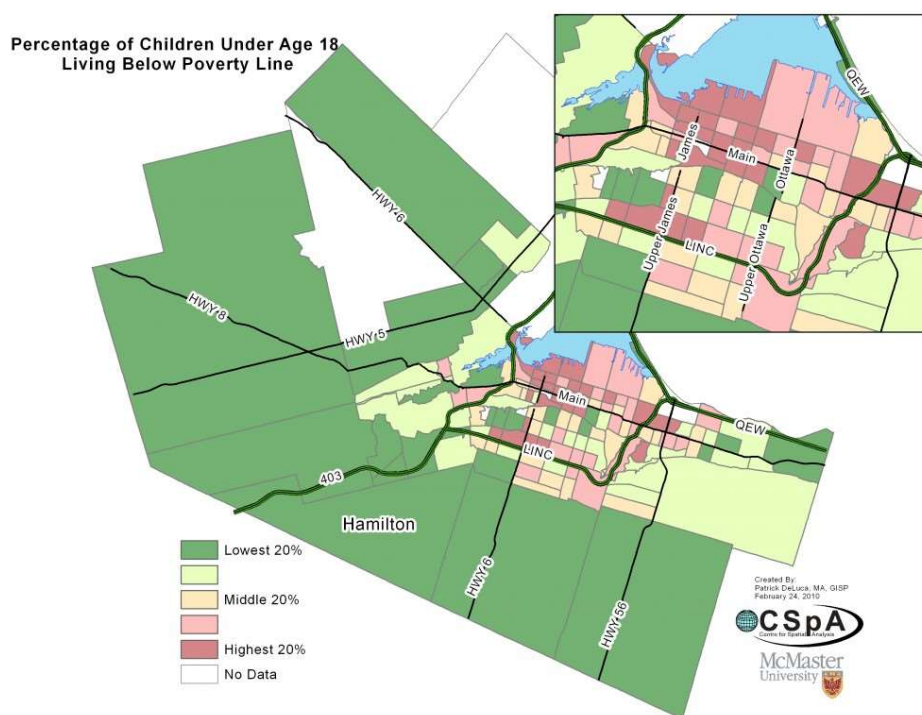 Percentage of Children Under Age 18
Living Below Poverty Line
QEW
James
Main
Ottawa
Upper James
LINC
Upper Ottawa
HWY 6
HWY 8
HWY 5
Main
QEW
LINC
403
Hamilton
HWY 6
HWY 56
Lowest 20%
Middle 20%
Highest 20%
No Data
Created By:
Patrick DeLuca, MA, GISP
February 24, 2010
CSpA
Centre for Spatial Analysis
McMaster
University